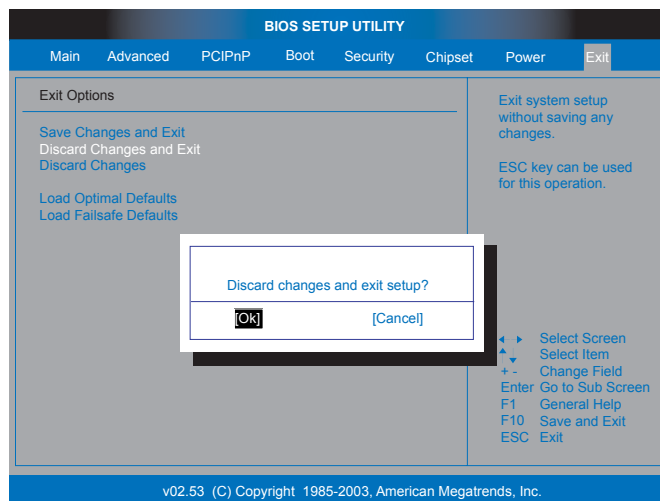 BIOS SETUP UTILITY
Main Advanced PCIPnP Boot Security Chipset Power Exit
Exit Options
Save Changes and Exit
Discard Changes and Exit
Discard Changes
Load Optimal Defaults
Load Failsafe Defaults
Exit system setup
without saving any
changes.
ESC key can be used
for this operation.
Discard changes and exit setup?
[Ok] [Cancel]
Select Screen
Select Item
+ - Change Field
Enter Go to Sub Screen
F1 General Help
F10 Save and Exit
ESC Exit
v02.53 (C) Copyright 1985-2003, American Megatrends, Inc.